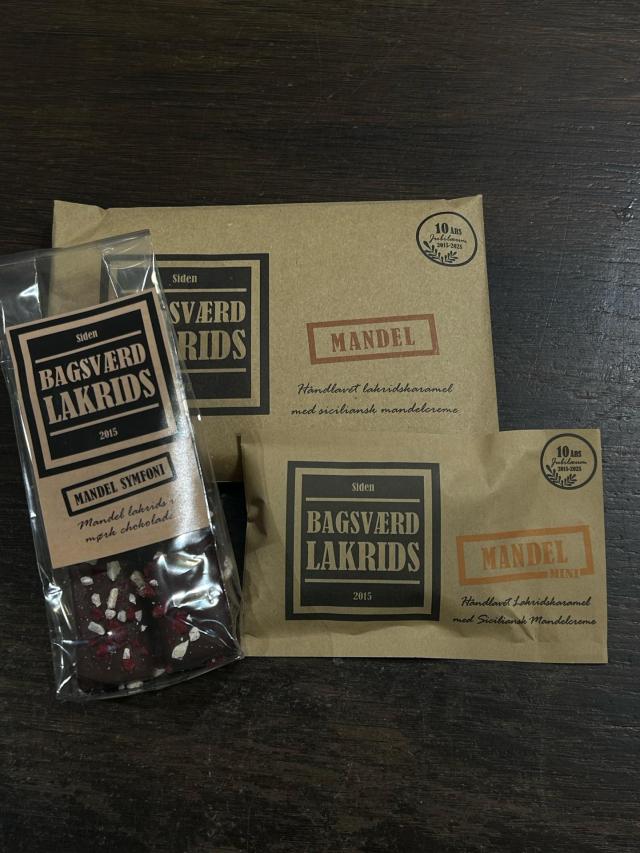 10 ÅRS
Jubilæum
2015-2025
Siden
SVÆRD
RIDS
MANDEL
Håndlavet lakridskaramel
med siciliansk mandelcreme
Siden
BAGSVÆRD
LAKRIDS
2015
MANDEL SYMFONI
Mandel lakrids
mørk chokolade
10 ÅRS
Jubilæum
2015-2025
Siden
BAGSVÆRD
LAKRIDS
2015
MANDEL
MINI
Håndlavet Lakridskaramel
med Siciliansk Mandelcreme